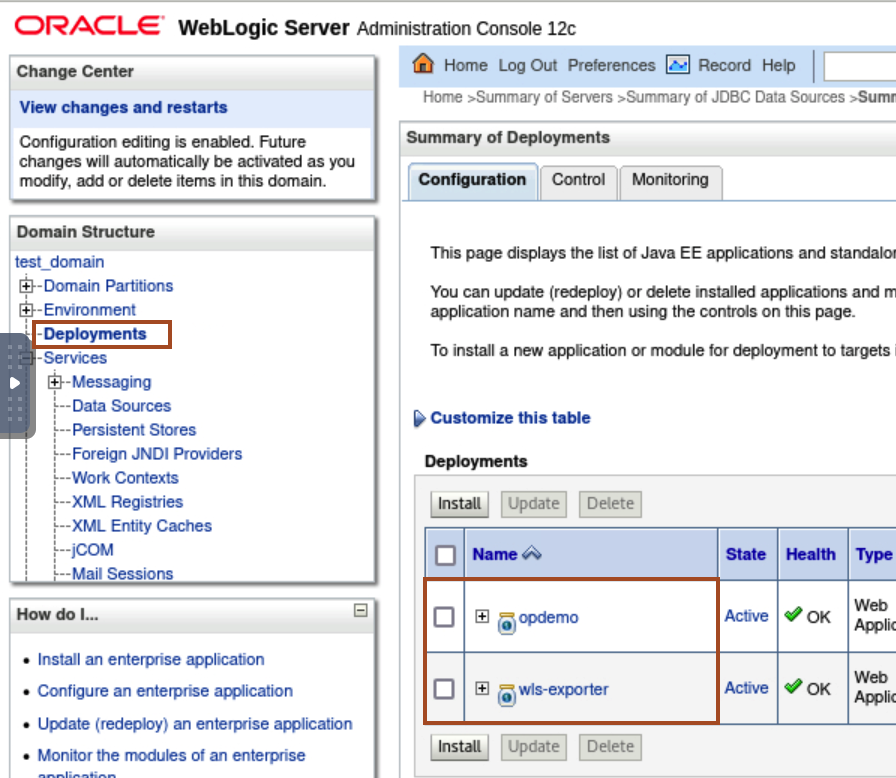 ORACLE WebLogic Server Administration Console 12c
Change Center
View changes and restarts
Configuration editing is enabled. Future
changes will automatically be activated as you
modify, add or delete items in this domain.
Domain Structure
test_domain
Domain Partitions
Environment
Deployments
Services
Messaging
Data Sources
Persistent Stores
Foreign JNDI Providers
Work Contexts
XML Registries
XML Entity Caches
jCOM
Mail Sessions
How do I...
Install an enterprise application
Configure an enterprise application
Update (redeploy) an enterprise application
Monitor the modules of an enterprise
application
Home Log Out Preferences Record Help
Home >Summary of Servers >Summary of JDBC Data Sources >Summ
Summary of Deployments
Configuration Control Monitoring
This page displays the list of Java EE applications and standalo
You can update (redeploy) or delete installed applications and m
application name and then using the controls on this page.
To install a new application or module for deployment to targets
Customize this table
Deployments
Install Update Delete
Name State Health Type
opdemo Active OK Web
Applic
wls-exporter Active OK Web
Applic
Install Update Delete